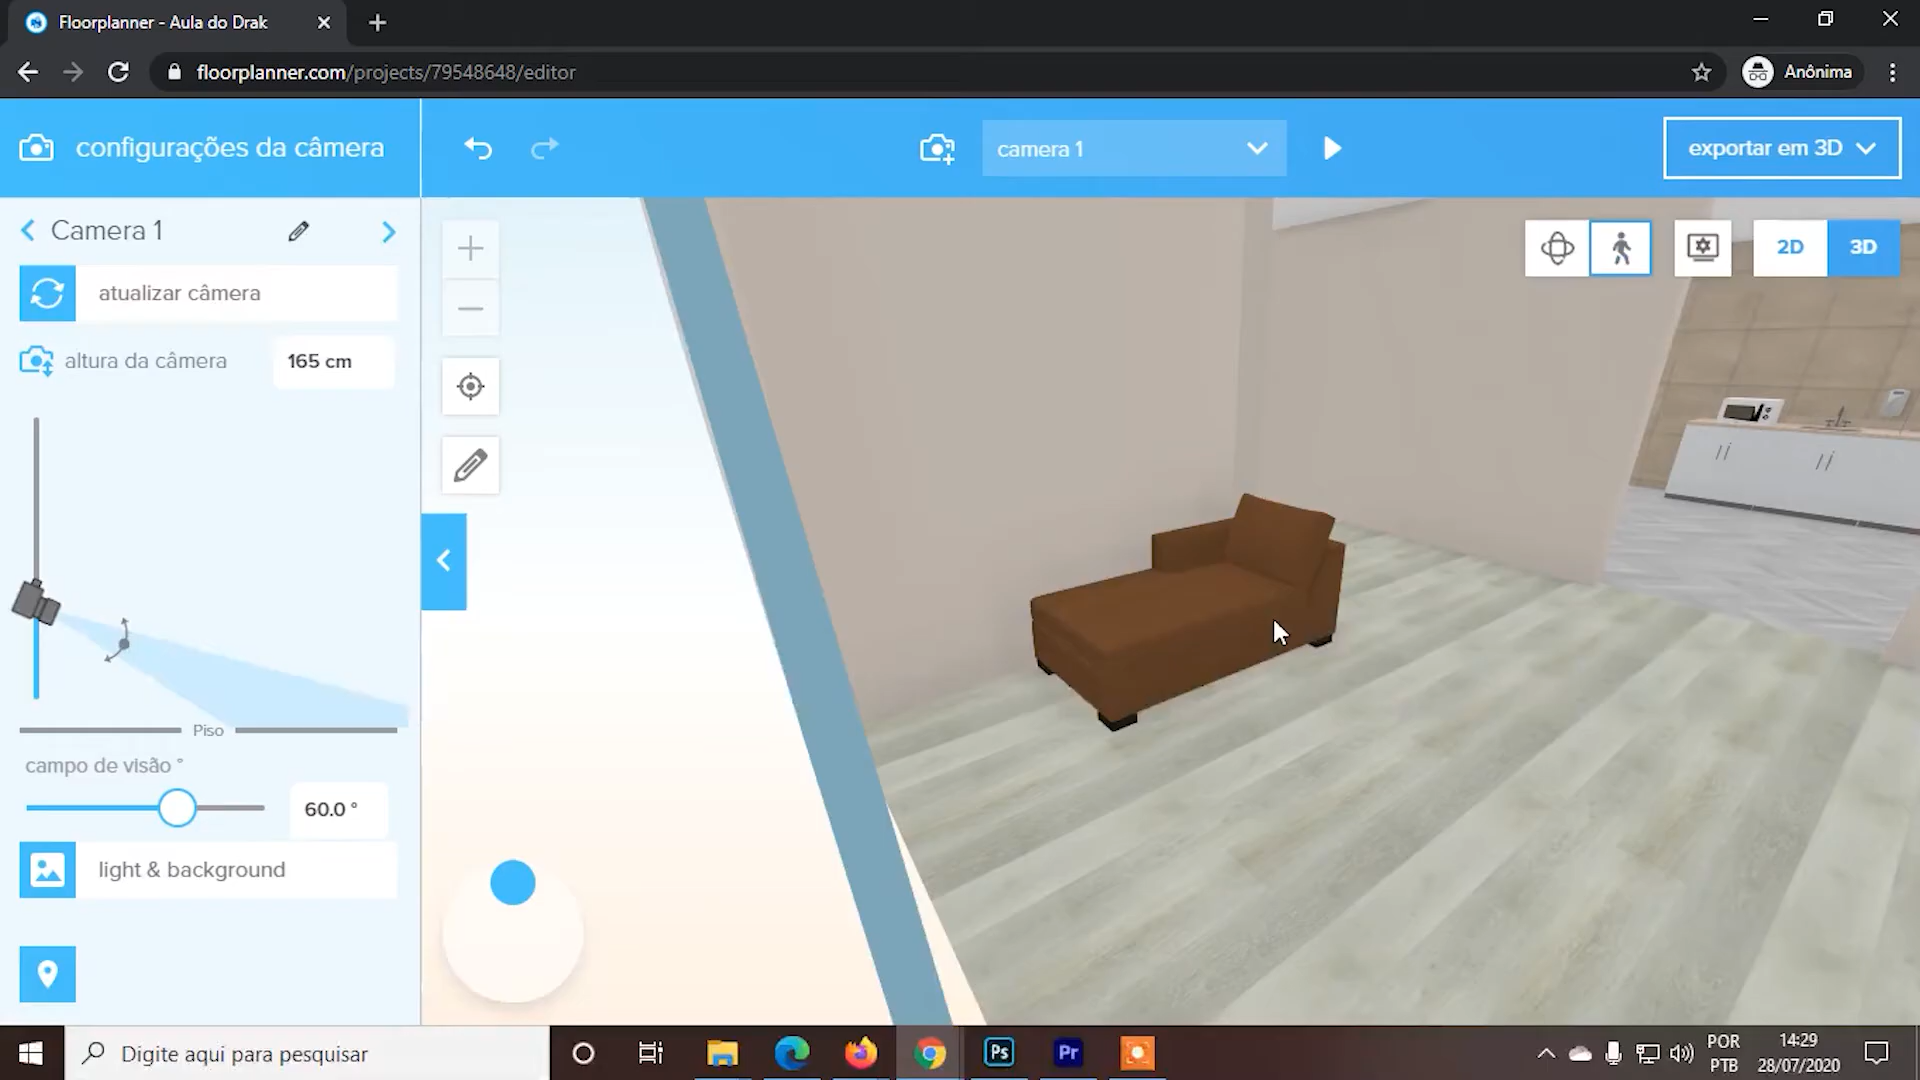 Floorplanner - Aula do Drak
floorplanner.com/projects/79548648/editor
Anônima
configurações da câmera
camera 1
exportar em 3D
Camera 1
atualizar câmera
altura da câmera
165 cm
2D
3D
Piso
campo de visão °
60.0 °
light & background
Digite aqui para pesquisar
Ps
Pr
POR
PTB
14:29
28/07/2020